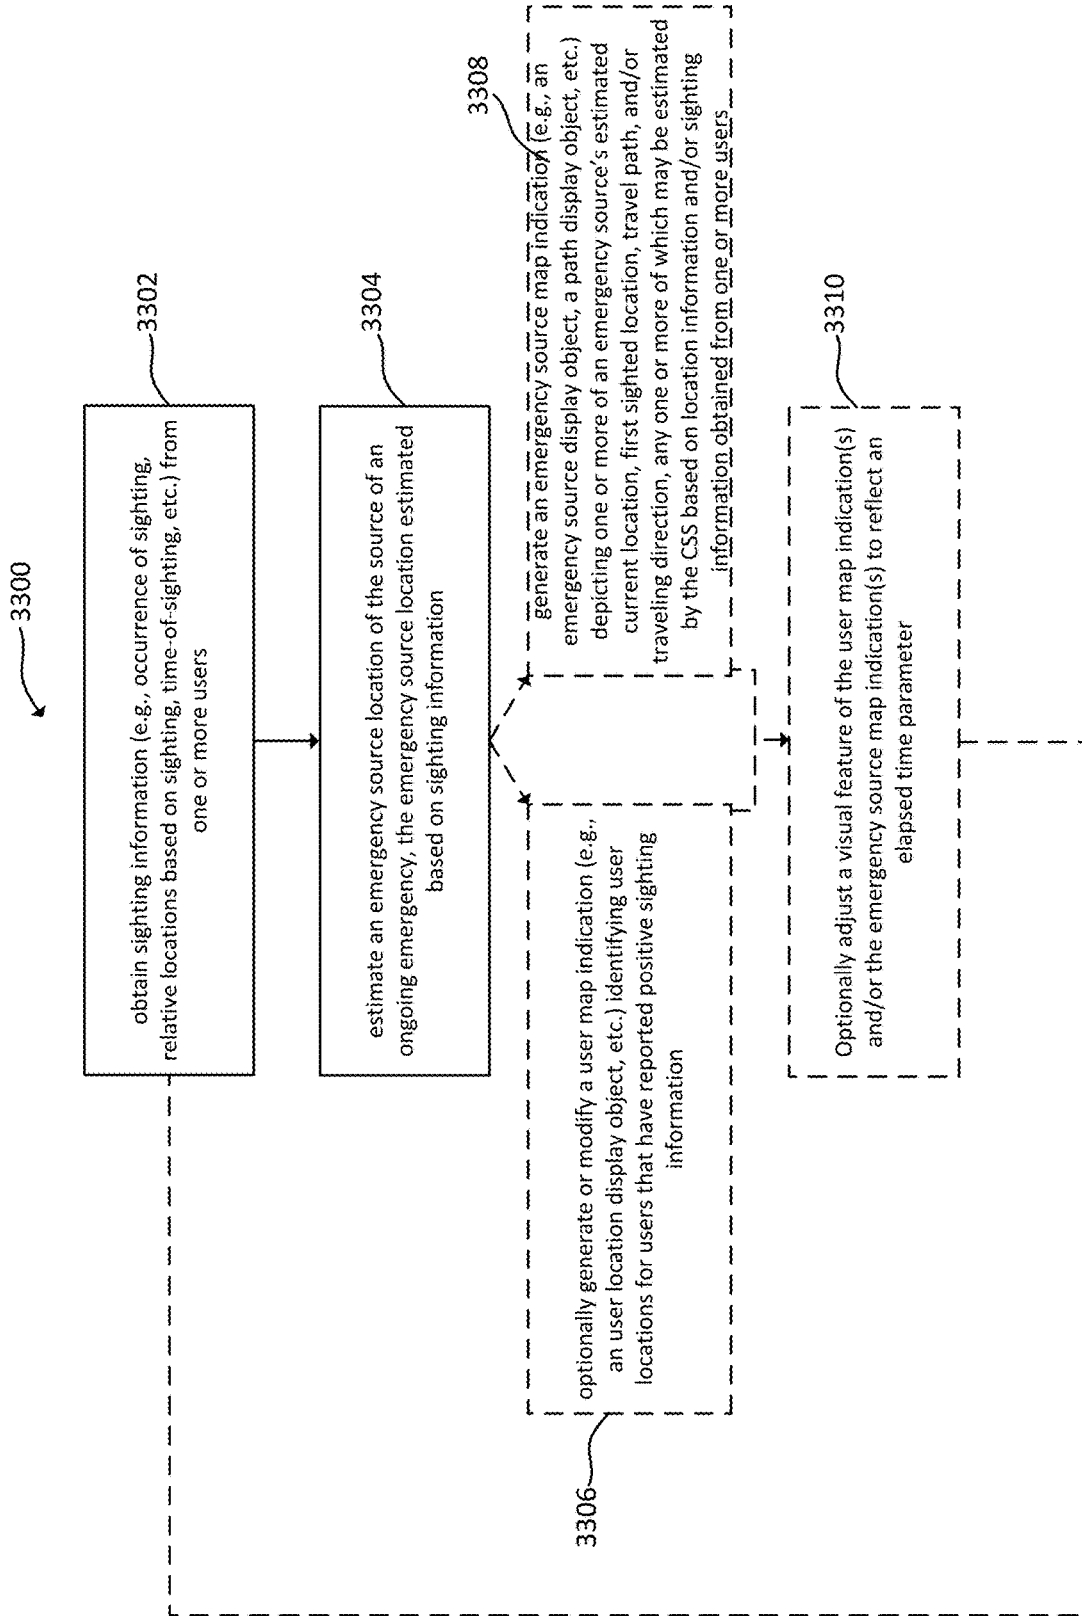 3300
3302
obtain sighting information (e.g., occurrence of sighting,
relative locations based on sighting, time-of-sighting, etc.) from
one or more users
3304
estimate an emergency source location of the source of an
ongoing emergency, the emergency source location estimated
based on sighting information
3306
optionally generate or modify a user map indication (e.g.,
an user location display object, etc.) identifying user
locations for users that have reported positive sighting
information
3308
generate an emergency source map indication (e.g., an
emergency source display object, a path display object, etc.)
depicting one or more of an emergency source's estimated
current location, first sighted location, travel path, and/or
traveling direction, any one or more of which may be estimated
by the CSS based on location information and/or sighting
information obtained from one or more users
3310
Optionally adjust a visual feature of the user map indication(s)
and/or the emergency source map indication(s) to reflect an
elapsed time parameter